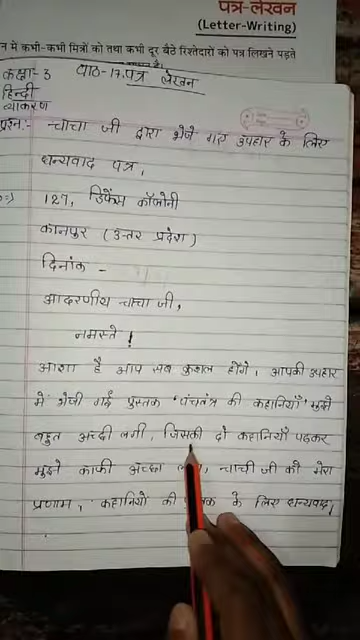 पत्र-लेखन
(Letter-Writing)
न में कभी-कभी मित्रों को तथा कभी दूर बैठे रिश्तेदारों को पत्र लिखने पड़ते
कक्षा- 3 पाठ- 17. पत्र लेखन
हिन्दी
व्याकरण
प्रश्न:- चाचा जी द्वारा भेजे गए उपहार के लिए
धन्यवाद पत्र,
127, डिफेंस कॉलोनी
कानपुर (उत्तर प्रदेश)
दिनांक -
आदरणीय चाचा जी,
नमस्ते !
आशा है आप सब कुशल होंगे, आपकी उपहार
में भेजी गई पुस्तक 'पंचतंत्र की कहानियाँ' मुझे
बहुत अच्छी लगी, जिसकी दो कहानियाँ पढ़कर
मुझे काफी अच्छा चाची जी को मेरा
प्रणाम, कहानियों की के लिए धन्यवाद,